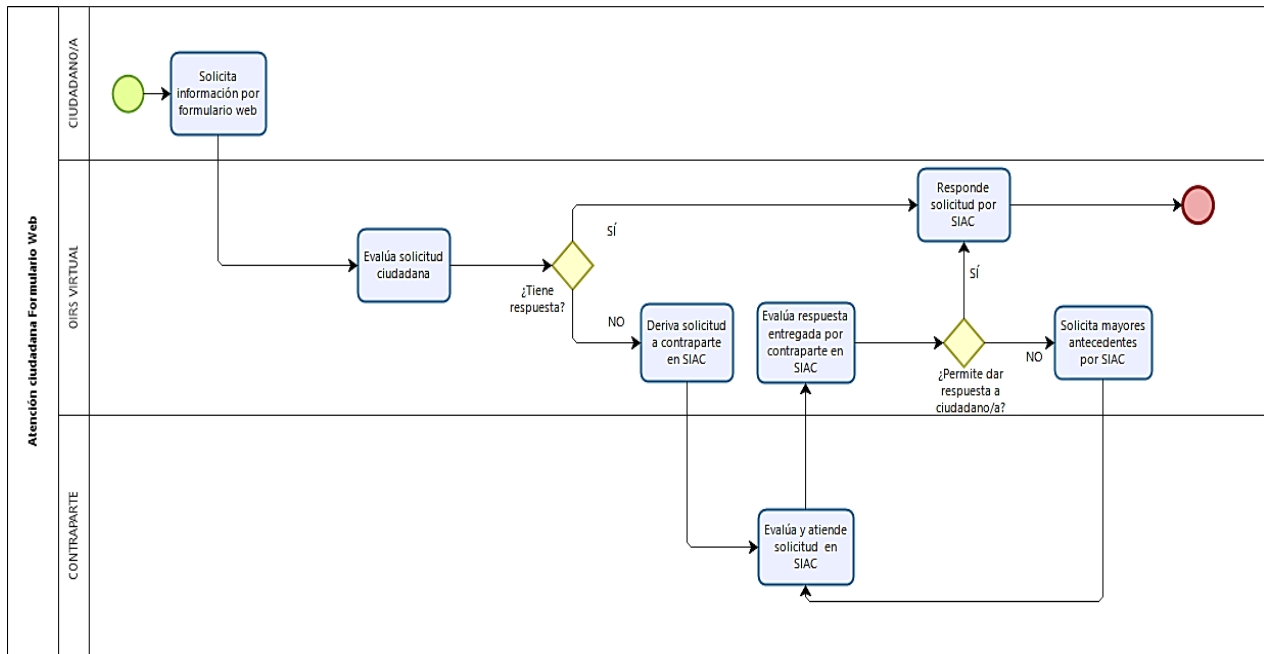 Atención ciudadana Formulario Web
CIUDADANO/A
Solicita
información por
formulario web
OIRS VIRTUAL
Evalúa solicitud
ciudadana
¿Tiene
respuesta?
SÍ
NO
Deriva solicitud
a contraparte
en SIAC
Evalúa respuesta
entregada por
contraparte en
SIAC
¿Permite dar
respuesta a
ciudadano/a?
SÍ
NO
Responde
solicitud por
SIAC
Solicita mayores
antecedentes
por SIAC
CONTRAPARTE
Evalúa y atiende
solicitud en
SIAC